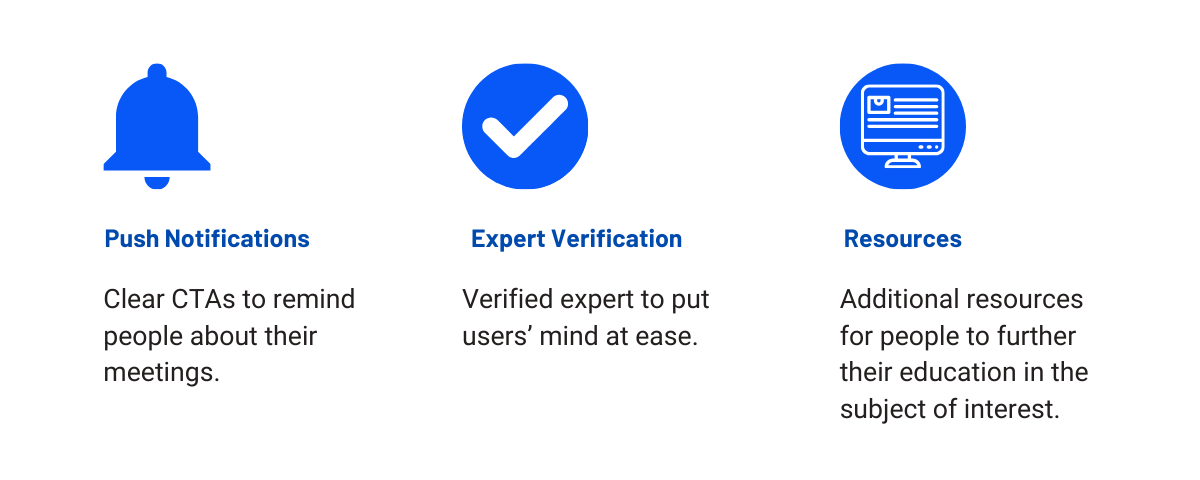 Push Notifications
Clear CTAs to remind
people about their
meetings.
Expert Verification
Verified expert to put
users’ mind at ease.
Resources
Additional resources
for people to further
their education in the
subject of interest.